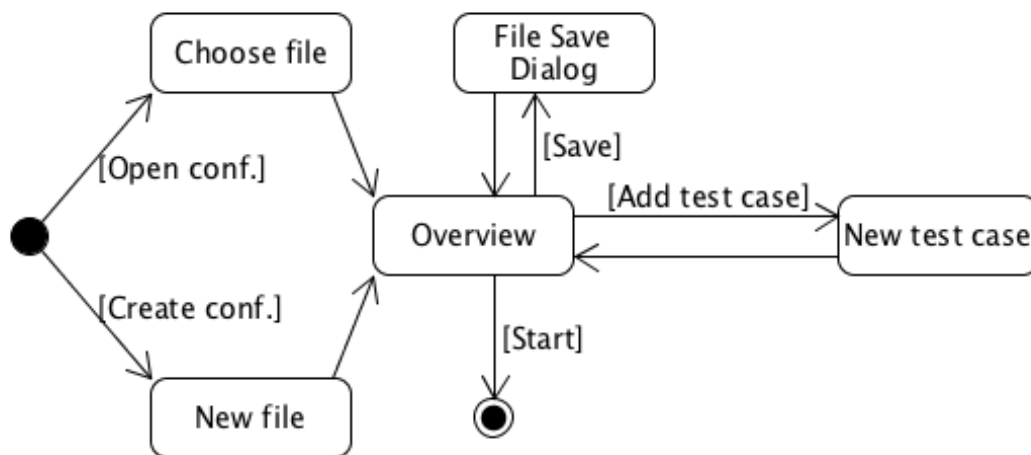 Choose file
File Save
Dialog
[Open conf.]
[Save]
[Add test case]
Overview
New test case
[Create conf.]
[Start]
New file